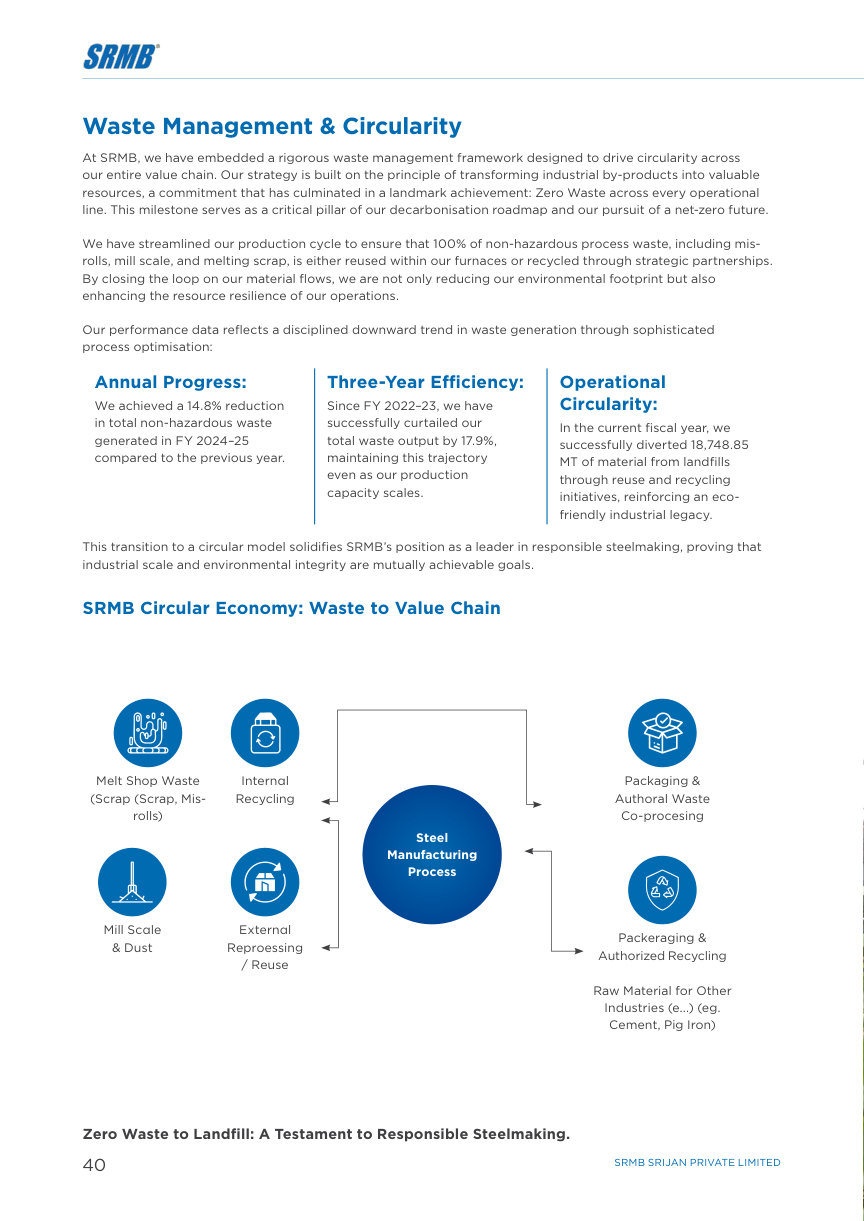 SRMB
Waste Management & Circularity
At SRMB, we have embedded a rigorous waste management framework designed to drive circularity across
our entire value chain. Our strategy is built on the principle of transforming industrial by-products into valuable
resources, a commitment that has culminated in a landmark achievement: Zero Waste across every operational
line. This milestone serves as a critical pillar of our decarbonisation roadmap and our pursuit of a net-zero future.
We have streamlined our production cycle to ensure that 100% of non-hazardous process waste, including mis-
rolls, mill scale, and melting scrap, is either reused within our furnaces or recycled through strategic partnerships.
By closing the loop on our material flows, we are not only reducing our environmental footprint but also
enhancing the resource resilience of our operations.
Our performance data reflects a disciplined downward trend in waste generation through sophisticated
process optimisation:
Annual Progress:
We achieved a 14.8% reduction
in total non-hazardous waste
generated in FY 2024–25
compared to the previous year.
Three-Year Efficiency:
Since FY 2022–23, we have
successfully curtailed our
total waste output by 17.9%,
maintaining this trajectory
even as our production
capacity scales.
Operational
Circularity:
In the current fiscal year, we
successfully diverted 18,748.85
MT of material from landfills
through reuse and recycling
initiatives, reinforcing an eco-
friendly industrial legacy.
This transition to a circular model solidifies SRMB's position as a leader in responsible steelmaking, proving that
industrial scale and environmental integrity are mutually achievable goals.
SRMB Circular Economy: Waste to Value Chain
Melt Shop Waste
(Scrap (Scrap, Mis-
rolls)
Internal
Recycling
Packaging &
Authoral Waste
Co-procesing
Steel
Manufacturing
Process
Mill Scale
& Dust
External
Reproessing
/ Reuse
Packeraging &
Authorized Recycling
Raw Material for Other
Industries (e...) (eg.
Cement, Pig Iron)
Zero Waste to Landfill: A Testament to Responsible Steelmaking.
40
SRMB SRIJAN PRIVATE LIMITED